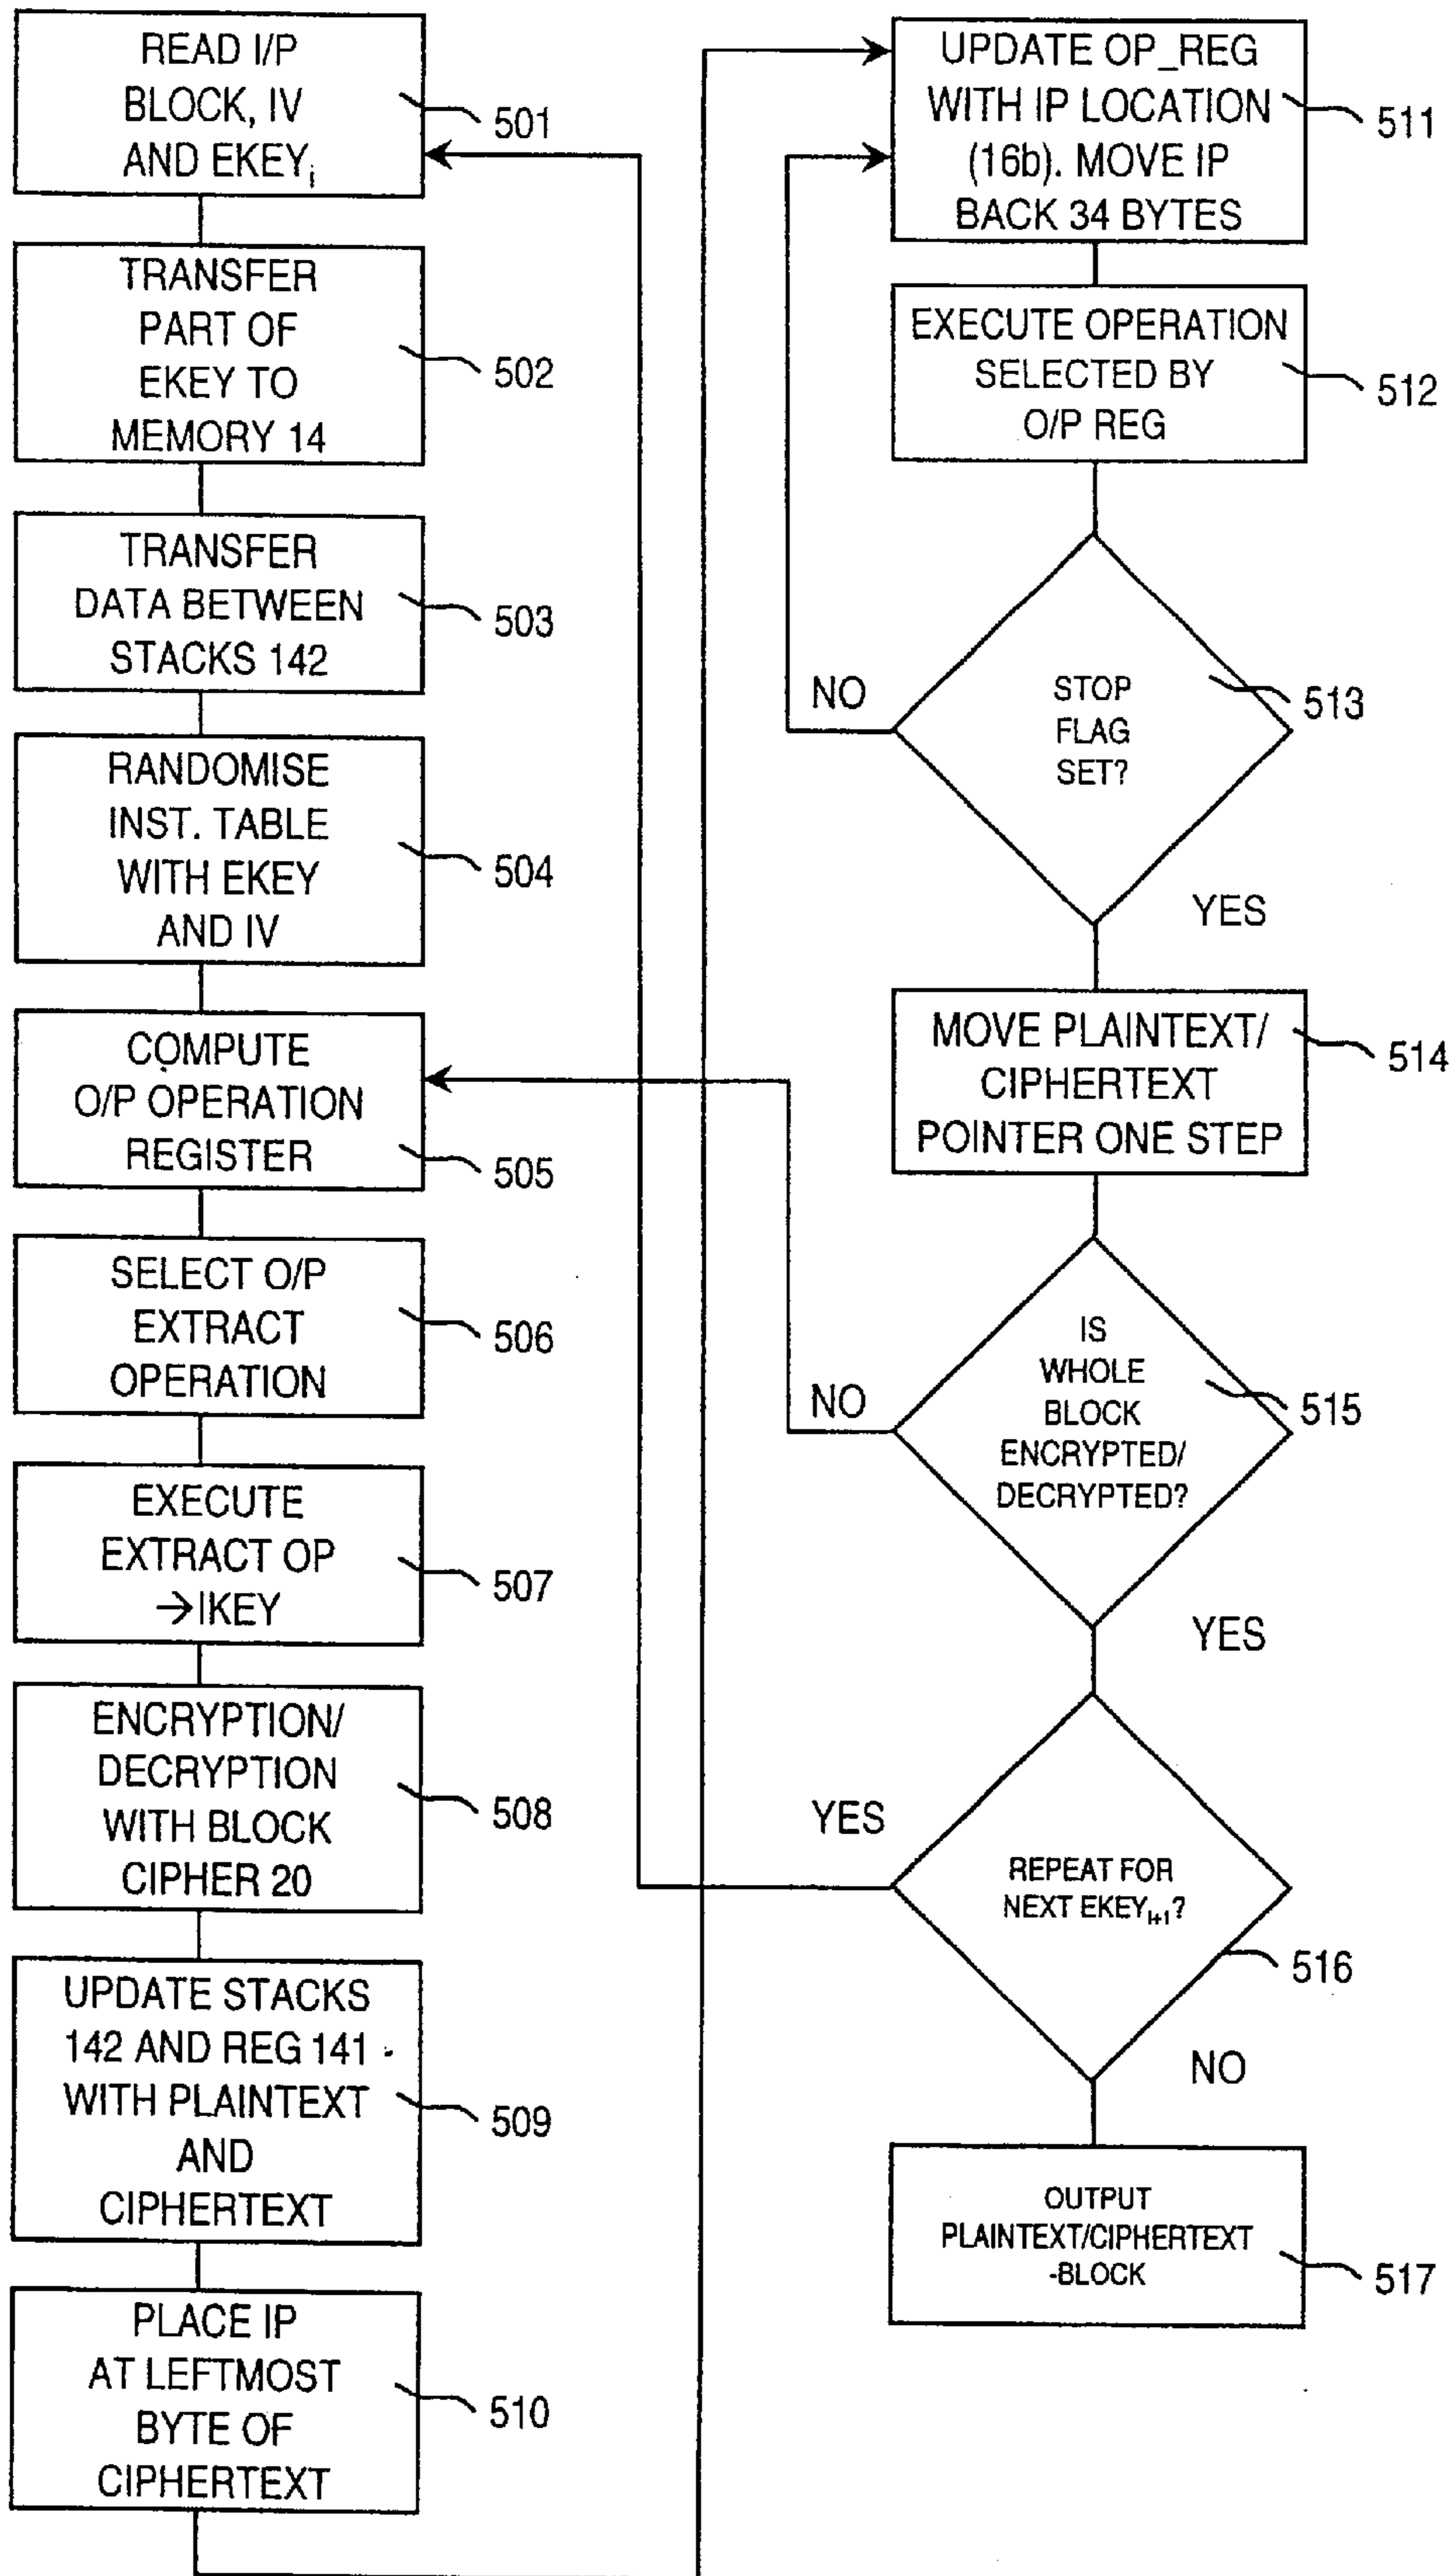 READ I/P
BLOCK, IV
AND EKEYi
501
TRANSFER
PART OF
EKEY TO
MEMORY 14
502
TRANSFER
DATA BETWEEN
STACKS 142
503
RANDOMISE
INST. TABLE
WITH EKEY
AND IV
504
COMPUTE
O/P OPERATION
REGISTER
505
SELECT O/P
EXTRACT
OPERATION
506
EXECUTE
EXTRACT OP
→IKEY
507
ENCRYPTION/
DECRYPTION
WITH BLOCK
CIPHER 20
508
UPDATE STACKS
142 AND REG 141
WITH PLAINTEXT
AND
CIPHERTEXT
509
PLACE IP
AT LEFTMOST
BYTE OF
CIPHERTEXT
510
UPDATE OP_REG
WITH IP LOCATION
(16b). MOVE IP
BACK 34 BYTES
511
EXECUTE OPERATION
SELECTED BY
O/P REG
512
STOP
FLAG
SET?
513
NO
YES
MOVE PLAINTEXT/
CIPHERTEXT
POINTER ONE STEP
514
IS
WHOLE
BLOCK
ENCRYPTED/
DECRYPTED?
515
NO
YES
REPEAT FOR
NEXT EKEYI+1?
516
YES
NO
OUTPUT
PLAINTEXT/CIPHERTEXT
-BLOCK
517